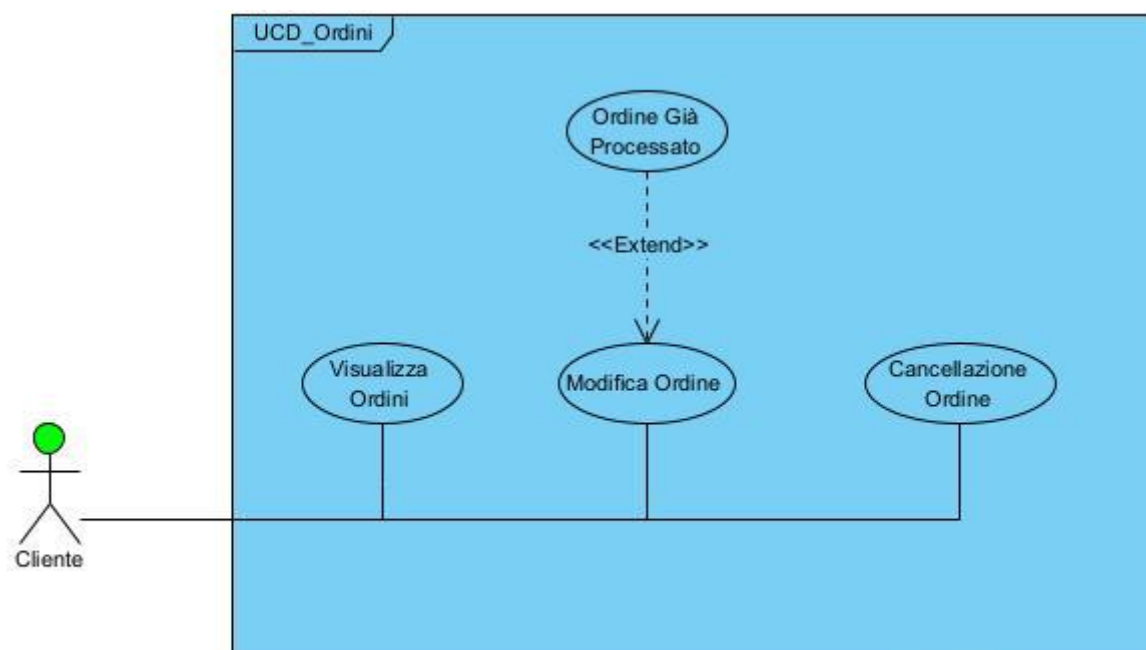 UCD_Ordini
Ordine Già
Processato
<<Extend>>
Visualizza
Ordini
Modifica Ordine
Cancellazione
Ordine
Cliente